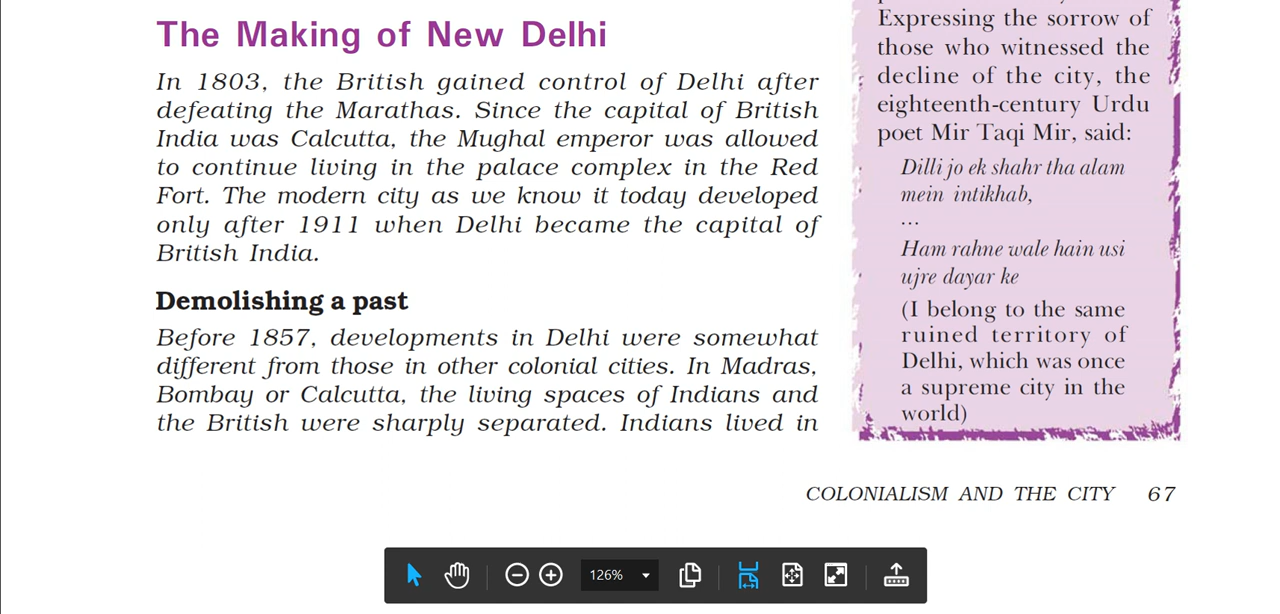 The Making of New Delhi
In 1803, the British gained control of Delhi after
defeating the Marathas. Since the capital of British
India was Calcutta, the Mughal emperor was allowed
to continue living in the palace complex in the Red
Fort. The modern city as we know it today developed
only after 1911 when Delhi became the capital of
British India.
Demolishing a past
Before 1857, developments in Delhi were somewhat
different from those in other colonial cities. In Madras,
Bombay or Calcutta, the living spaces of Indians and
the British were sharply separated. Indians lived in
Expressing the sorrow of
those who witnessed the
decline of the city, the
eighteenth-century Urdu
poet Mir Taqi Mir, said:
Dilli jo ek shahr tha alam
mein intikhab,
...
Ham rahne wale hain usi
ujre dayar ke
(I belong to the same
ruined territory of
Delhi, which was once
a supreme city in the
world)
COLONIALISM AND THE CITY 67
126%